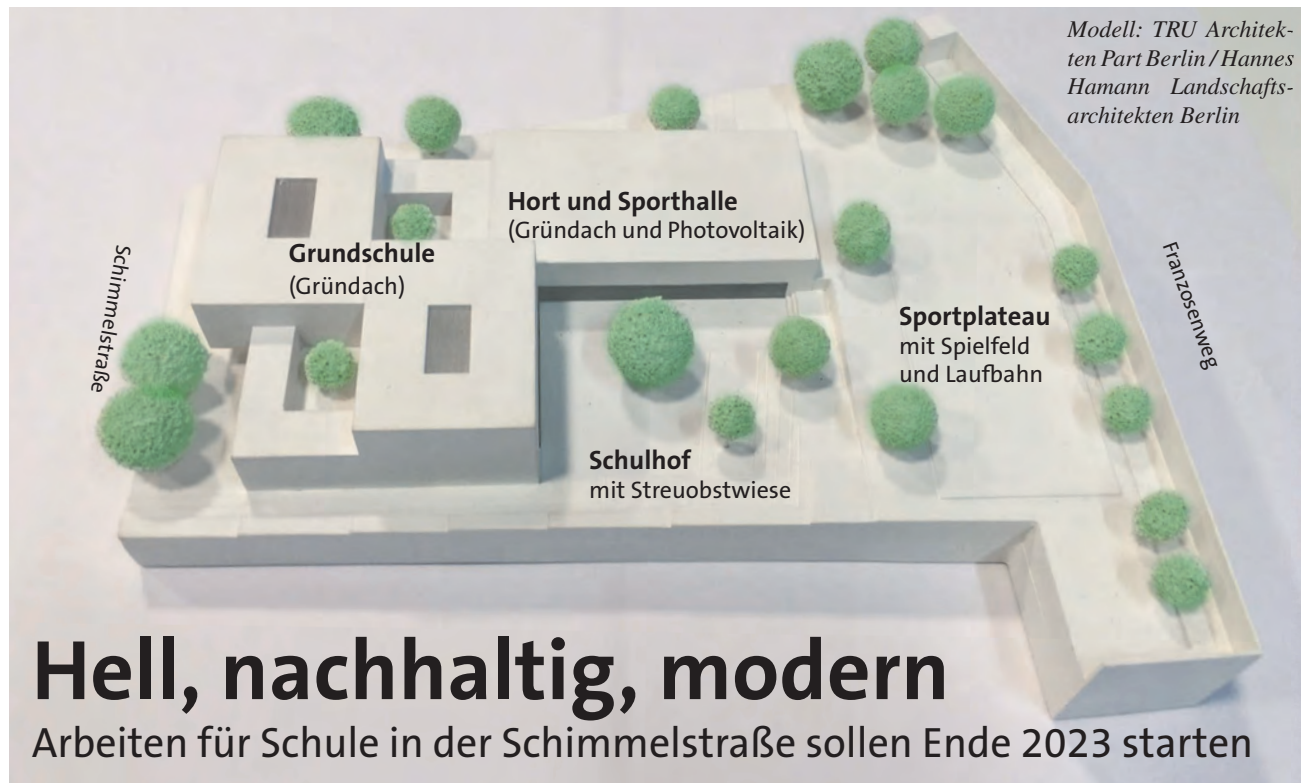 Modell: TRU Architek-
ten Part Berlin / Hannes
Hamann Landschafts-
architekten Berlin
Hort und Sporthalle
(Gründach und Photovoltaik)
Grundschule
(Gründach)
Schimmelstraße
Franzosenweg
Sportplateau
mit Spielfeld
und Laufbahn
Schulhof
mit Streuobstwiese
Hell, nachhaltig, modern
Arbeiten für Schule in der Schimmelstraße sollen Ende 2023 starten